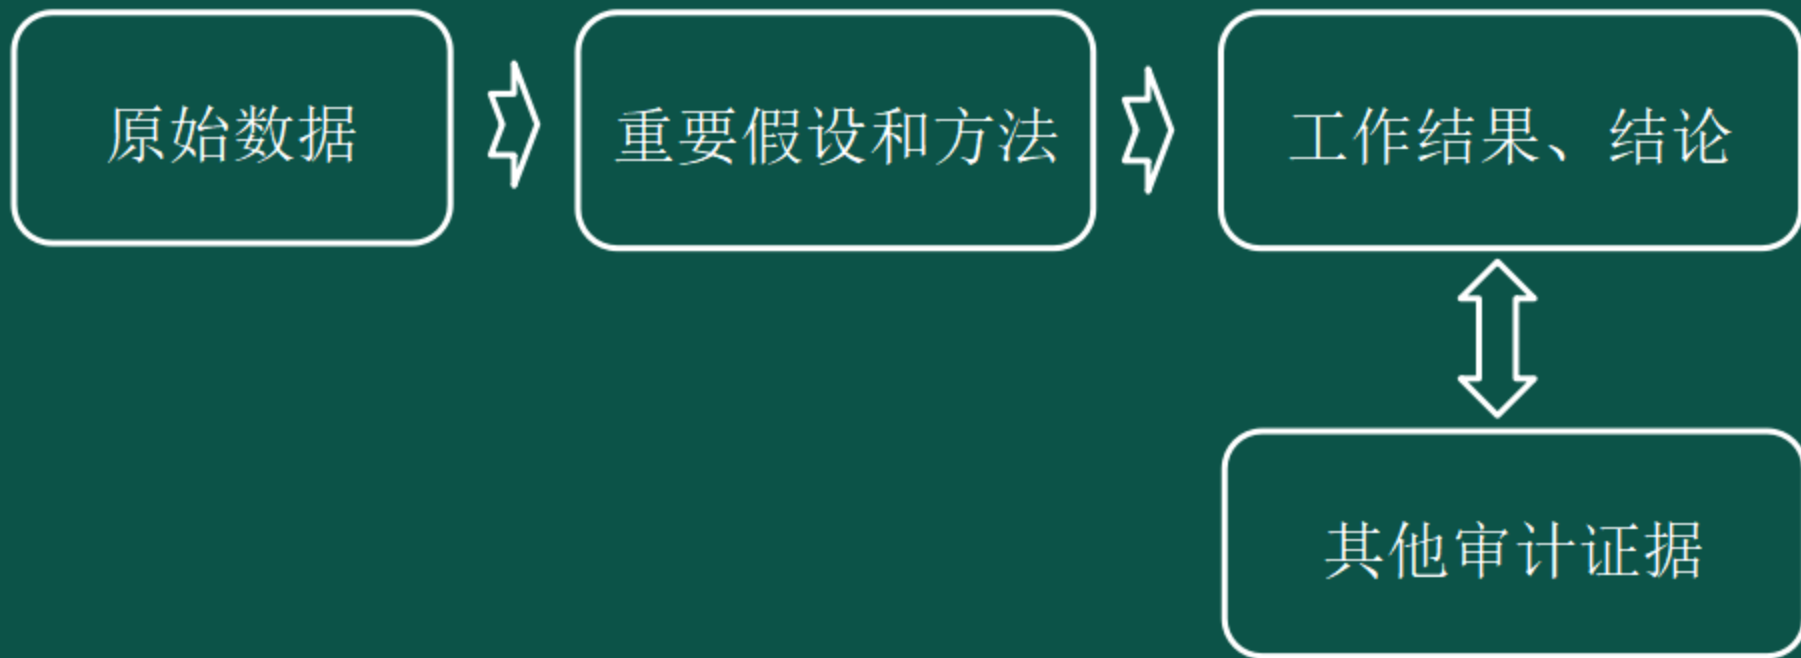 原始数据
重要假设和方法
工作结果、结论
其他审计证据